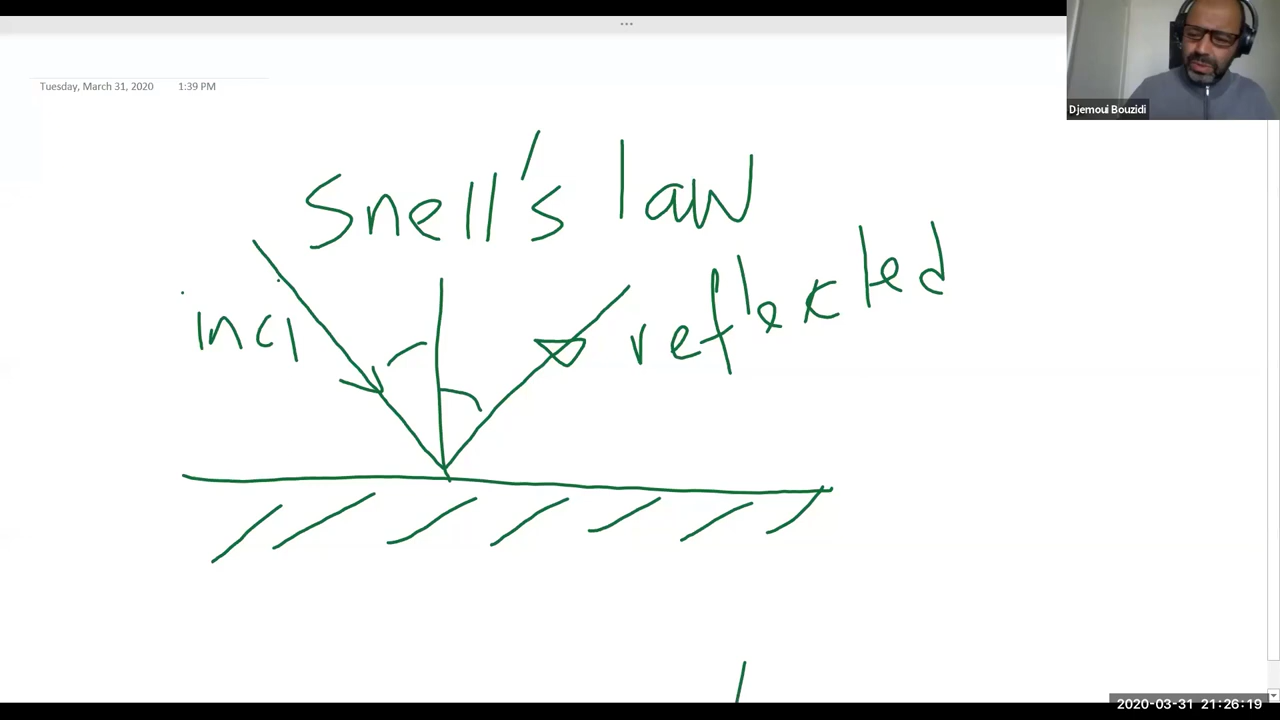 Djemoui Bouzidi
Tuesday, March 31, 2020 1:39 PM
Snell's law
inci
reflected
2020-03-31 21:26:19